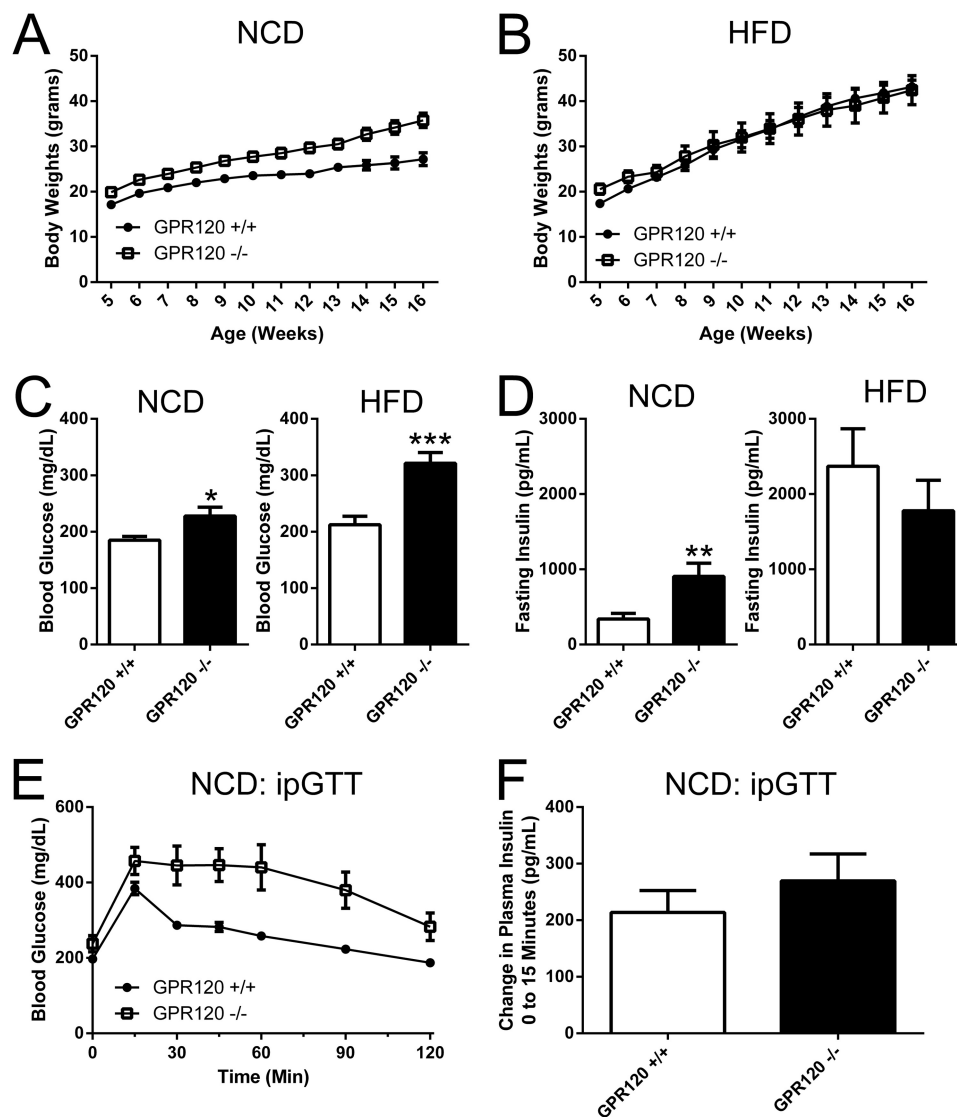 A
NCD
Body Weights (grams)
50
40
30
20
10
0
GPR120 +/+
GPR120 -/-
5 6 7 8 9 10 11 12 13 14 15 16
Age (Weeks)
B
HFD
Body Weights (grams)
50
40
30
20
10
0
GPR120 +/+
GPR120 -/-
5 6 7 8 9 10 11 12 13 14 15 16
Age (Weeks)
C
NCD
Blood Glucose (mg/dL)
400
300
200
100
0
*
GPR120 +/+
GPR120 -/-
HFD
Blood Glucose (mg/dL)
400
300
200
100
0
***
GPR120 +/+
GPR120 -/-
D
NCD
Fasting Insulin (pg/mL)
3000
2000
1000
0
**
GPR120 +/+
GPR120 -/-
HFD
Fasting Insulin (pg/mL)
3000
2000
1000
0
GPR120 +/+
GPR120 -/-
E
NCD: ipGTT
Blood Glucose (mg/dL)
600
400
200
0
GPR120 +/+
GPR120 -/-
0 30 60 90 120
Time (Min)
F
NCD: ipGTT
Change in Plasma Insulin
0 to 15 Minutes (pg/mL)
400
300
200
100
0
GPR120 +/+
GPR120 -/-